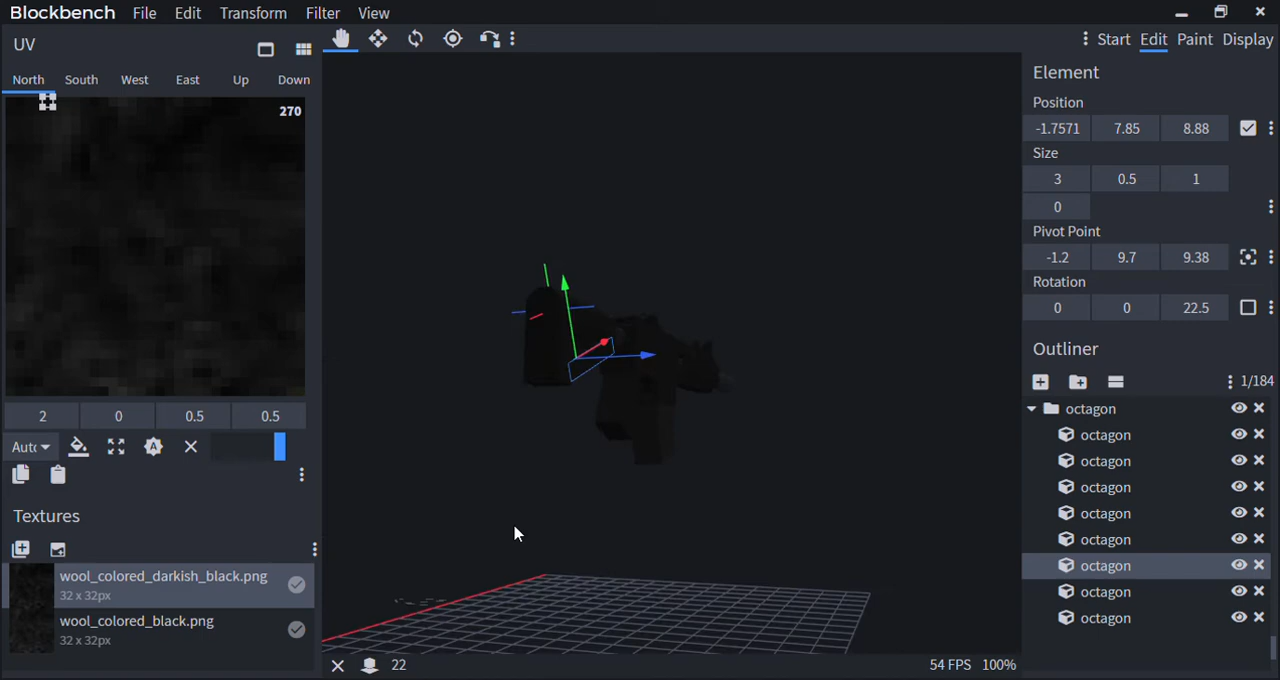 Blockbench File Edit Transform Filter View
UV
Start Edit Paint Display
North South West East Up Down
270
Element
Position
-1.7571 7.85 8.88
Size
3 0.5 1
0
Pivot Point
-1.2 9.7 9.38
Rotation
0 0 22.5
Outliner
1/184
octagon
octagon
octagon
octagon
octagon
octagon
octagon
octagon
octagon
2 0 0.5 0.5
Auto
Textures
wool_colored_darkish_black.png
32 x 32px
wool_colored_black.png
32 x 32px
22
54 FPS 100%